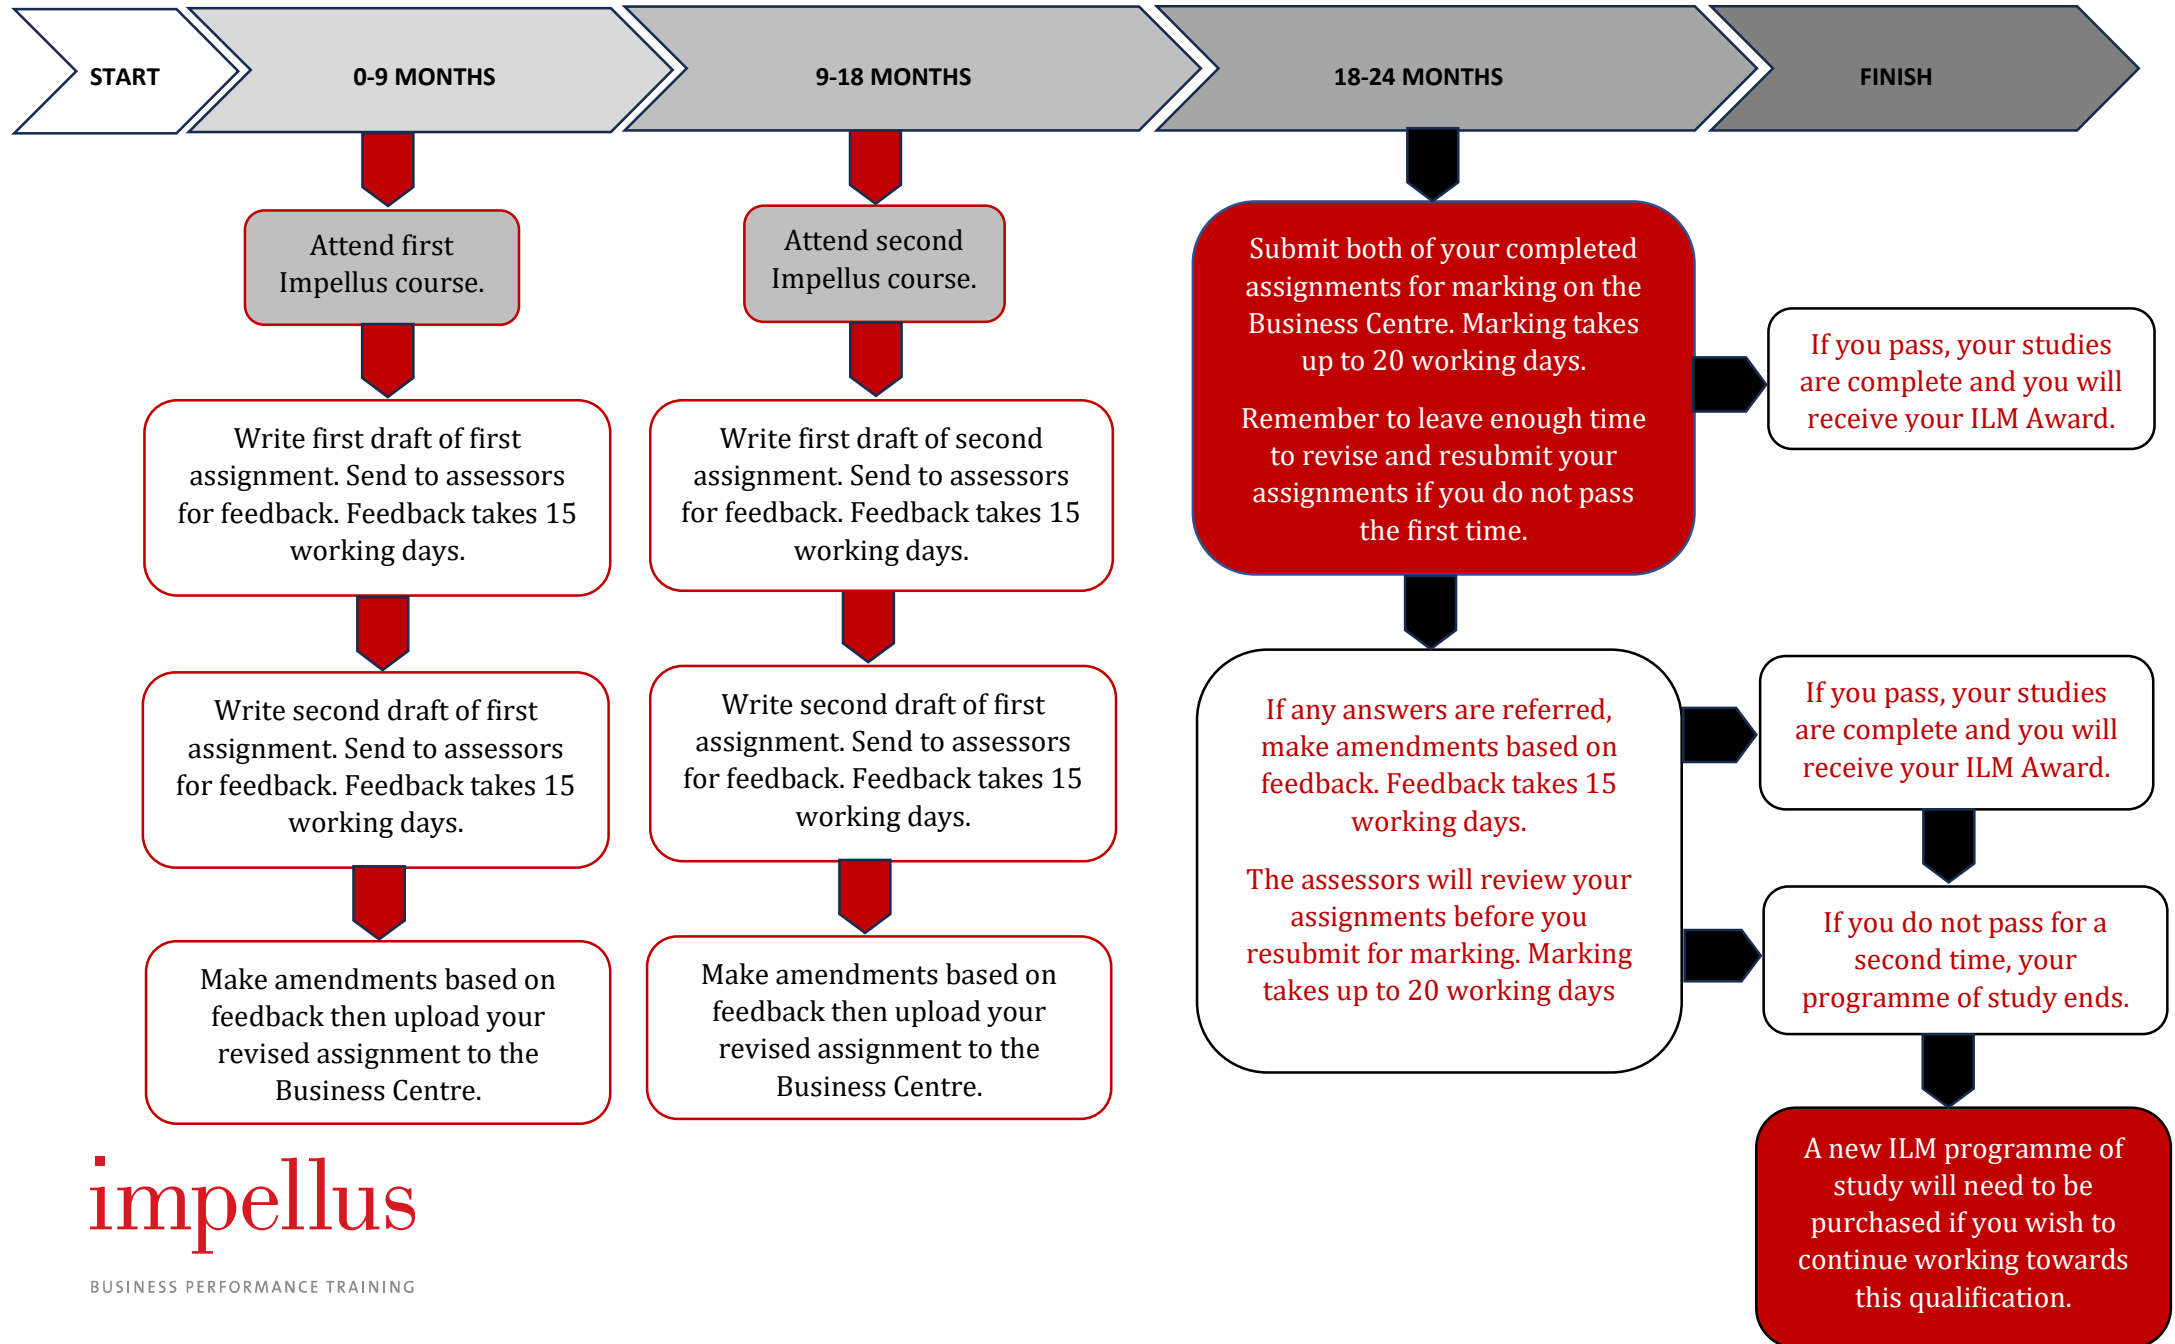 START
0-9 MONTHS
9-18 MONTHS
18-24 MONTHS
FINISH
Attend first
Impellus course.
Write first draft of first
assignment. Send to assessors
for feedback. Feedback takes 15
working days.
Write second draft of first
assignment. Send to assessors
for feedback. Feedback takes 15
working days.
Make amendments based on
feedback then upload your
revised assignment to the
Business Centre.
Attend second
Impellus course.
Write first draft of second
assignment. Send to assessors
for feedback. Feedback takes 15
working days.
Write second draft of first
assignment. Send to assessors
for feedback. Feedback takes 15
working days.
Make amendments based on
feedback then upload your
revised assignment to the
Business Centre.
Submit both of your completed
assignments for marking on the
Business Centre. Marking takes
up to 20 working days.
Remember to leave enough time
to revise and resubmit your
assignments if you do not pass
the first time.
If any answers are referred,
make amendments based on
feedback. Feedback takes 15
working days.
The assessors will review your
assignments before you
resubmit for marking. Marking
takes up to 20 working days
If you pass, your studies
are complete and you will
receive your ILM Award.
If you pass, your studies
are complete and you will
receive your ILM Award.
If you do not pass for a
second time, your
programme of study ends.
A new ILM programme of
study will need to be
purchased if you wish to
continue working towards
this qualification.
impellus
BUSINESS PERFORMANCE TRAINING